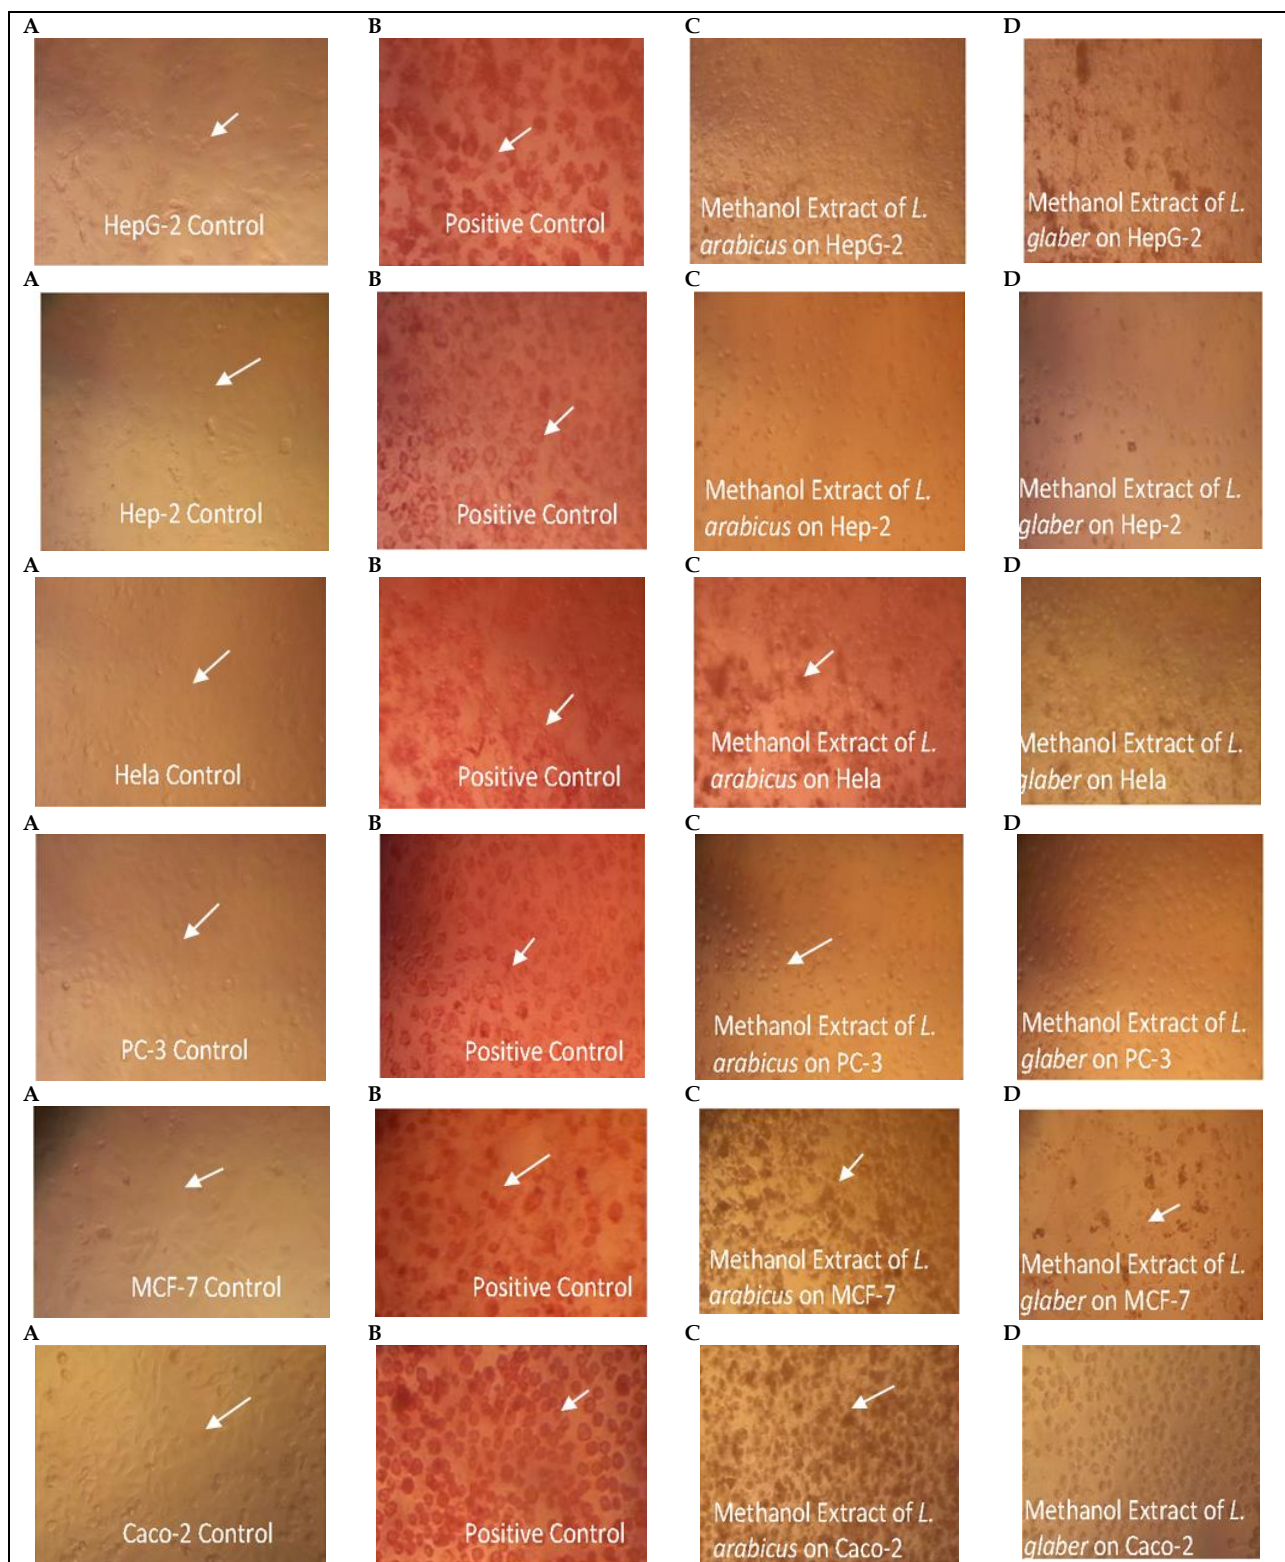 A B C D
HepG-2 Control
Positive Control
Methanol Extract of L.
arabicus on HepG-2
Methanol Extract of L.
glaber on HepG-2
A B C D
Hep-2 Control
Positive Control
Methanol Extract of L.
arabicus on Hep-2
Methanol Extract of L.
glaber on Hep-2
A B C D
Hela Control
Positive Control
Methanol Extract of L.
arabicus on Hela
Methanol Extract of L.
glaber on Hela
A B C D
PC-3 Control
Positive Control
Methanol Extract of L.
arabicus on PC-3
Methanol Extract of L.
glaber on PC-3
A B C D
MCF-7 Control
Positive Control
Methanol Extract of L.
arabicus on MCF-7
Methanol Extract of L.
glaber on MCF-7
A B C D
Caco-2 Control
Positive Control
Methanol Extract of L.
arabicus on Caco-2
Methanol Extract of L.
glaber on Caco-2